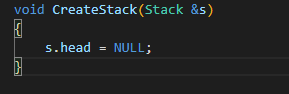 void CreateStack(Stack &s)
{
    s.head = NULL;
}